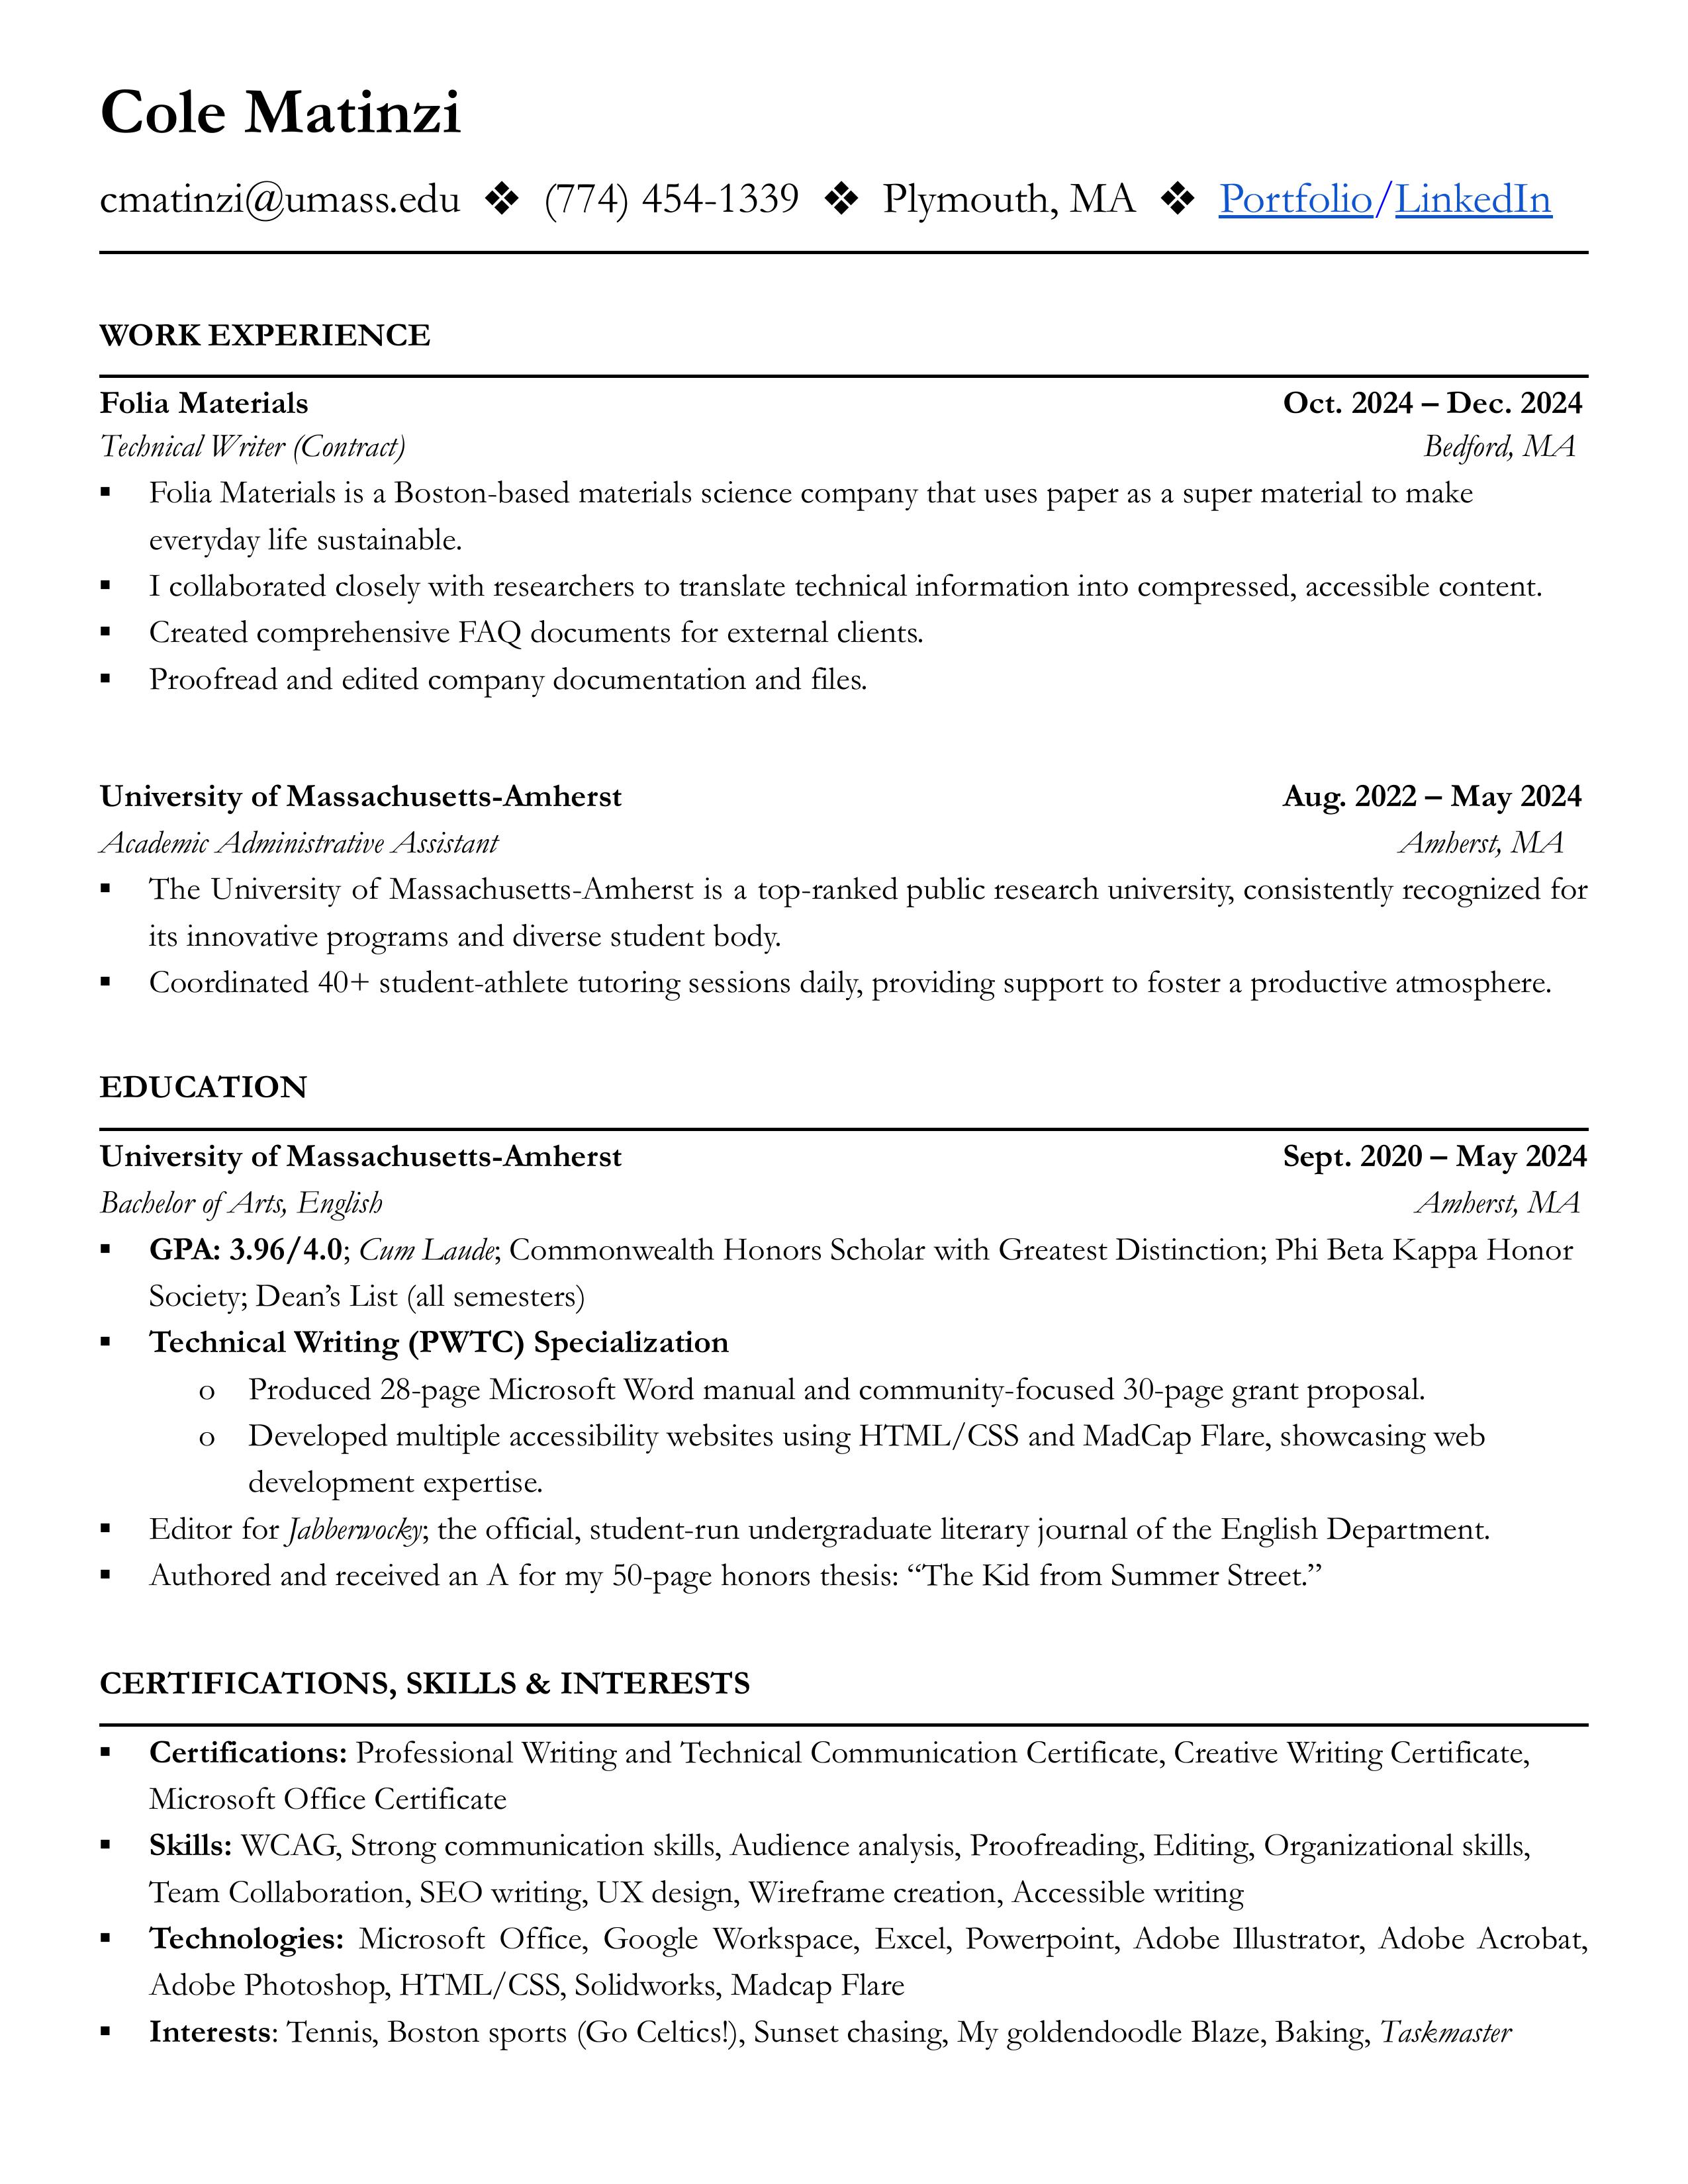 Cole Matinzi
cmatinzi@umass.edu ❖ (774) 454-1339 ❖ Plymouth, MA ❖ Portfolio/LinkedIn
WORK EXPERIENCE
Folia Materials Oct. 2024 – Dec. 2024
Technical Writer (Contract) Bedford, MA
▪ Folia Materials is a Boston-based materials science company that uses paper as a super material to make
everyday life sustainable.
▪ I collaborated closely with researchers to translate technical information into compressed, accessible content.
▪ Created comprehensive FAQ documents for external clients.
▪ Proofread and edited company documentation and files.
University of Massachusetts-Amherst Aug. 2022 – May 2024
Academic Administrative Assistant Amherst, MA
▪ The University of Massachusetts-Amherst is a top-ranked public research university, consistently recognized for
its innovative programs and diverse student body.
▪ Coordinated 40+ student-athlete tutoring sessions daily, providing support to foster a productive atmosphere.
EDUCATION
University of Massachusetts-Amherst Sept. 2020 – May 2024
Bachelor of Arts, English Amherst, MA
▪ GPA: 3.96/4.0; Cum Laude; Commonwealth Honors Scholar with Greatest Distinction; Phi Beta Kappa Honor
Society; Dean’s List (all semesters)
▪ Technical Writing (PWTC) Specialization
o Produced 28-page Microsoft Word manual and community-focused 30-page grant proposal.
o Developed multiple accessibility websites using HTML/CSS and MadCap Flare, showcasing web
development expertise.
▪ Editor for Jabberwocky; the official, student-run undergraduate literary journal of the English Department.
▪ Authored and received an A for my 50-page honors thesis: “The Kid from Summer Street.”
CERTIFICATIONS, SKILLS & INTERESTS
▪ Certifications: Professional Writing and Technical Communication Certificate, Creative Writing Certificate,
Microsoft Office Certificate
▪ Skills: WCAG, Strong communication skills, Audience analysis, Proofreading, Editing, Organizational skills,
Team Collaboration, SEO writing, UX design, Wireframe creation, Accessible writing
▪ Technologies: Microsoft Office, Google Workspace, Excel, Powerpoint, Adobe Illustrator, Adobe Acrobat,
Adobe Photoshop, HTML/CSS, Solidworks, Madcap Flare
▪ Interests: Tennis, Boston sports (Go Celtics!), Sunset chasing, My goldendoodle Blaze, Baking, Taskmaster